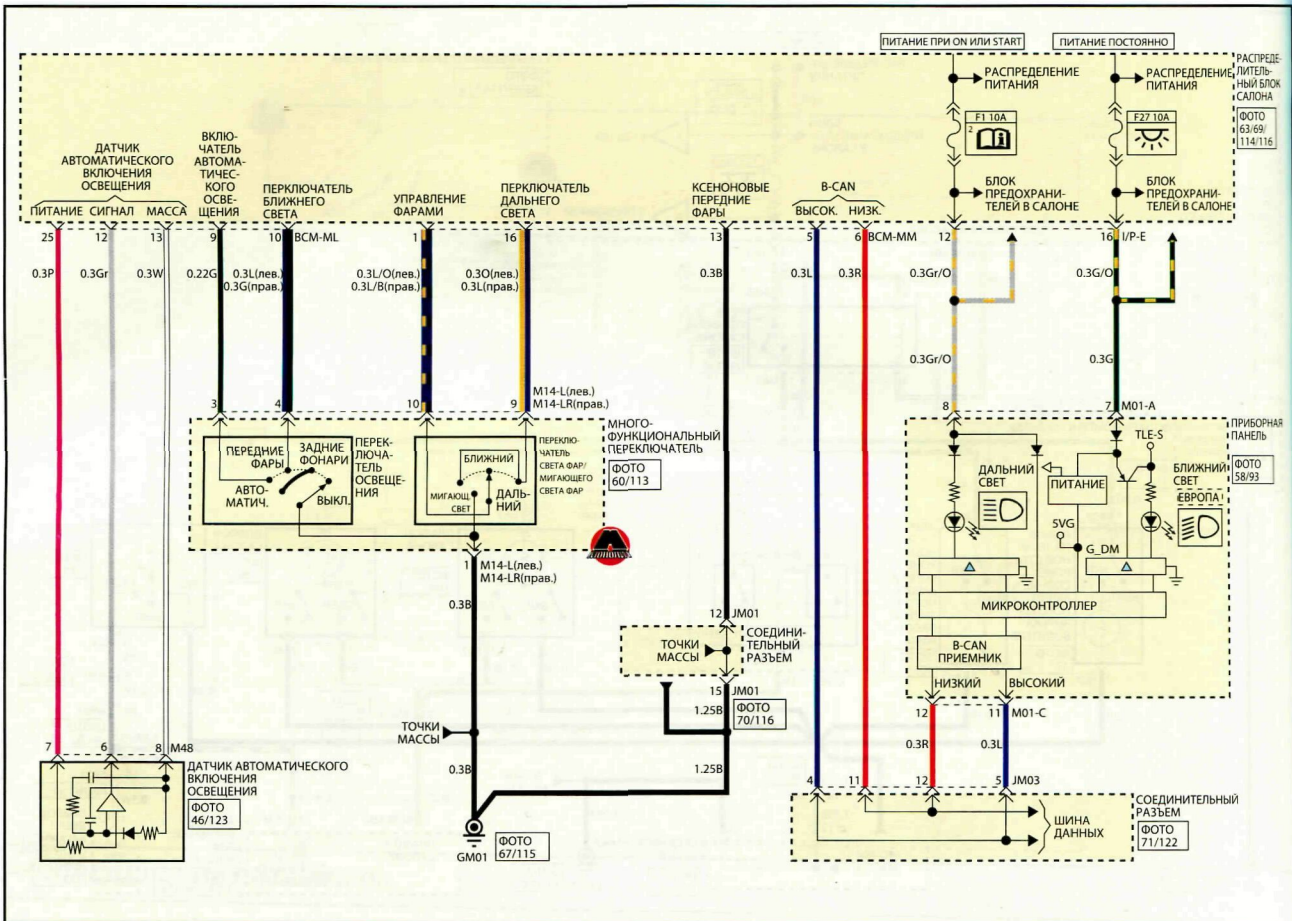 ПИТАНИЕ ПРИ ON ИЛИ START
ПИТАНИЕ ПОСТОЯННО
РАСПРЕДЕ-
ЛИТЕЛЬ-
НЫЙ БЛОК
САЛОНА
ФОТО
63/69/
114/116
РАСПРЕДЕЛЕНИЕ
ПИТАНИЯ
РАСПРЕДЕЛЕНИЕ
ПИТАНИЯ
F1 10A
2
F27 10A
БЛОК
ПРЕДОХРАНИ-
ТЕЛЕЙ В САЛОНЕ
БЛОК
ПРЕДОХРАНИ-
ТЕЛЕЙ В САЛОНЕ
ДАТЧИК
АВТОМАТИЧЕСКОГО
ВКЛЮЧЕНИЯ
ОСВЕЩЕНИЯ
ПИТАНИЕ СИГНАЛ МАССА
ВКЛЮ-
ЧАТЕЛЬ
АВТОМА-
ТИЧЕС-
КОГО
ОСВЕ-
ЩЕНИЯ
ПЕРКЛЮЧАТЕЛЬ
БЛИЖНЕГО
СВЕТА
УПРАВЛЕНИЕ
ФАРАМИ
ПЕРКЛЮЧАТЕЛЬ
ДАЛЬНЕГО
СВЕТА
КСЕНОНОВЫЕ
ПЕРЕДНИЕ
ФАРЫ
B-CAN
ВЫСОК. НИЗК.
25 12 13 9 10 BCM-ML 1 16 13 5 6 BCM-MM 12 16 I/P-E
0.3P 0.3Gr 0.3W 0.22G
0.3L(лев.)
0.3G(прав.)
0.3L/O(лев.)
0.3L/B(прав.)
0.3O(лев.)
0.3L(прав.)
0.3B 0.3L 0.3R 0.3Gr/O 0.3G/O
0.3Gr/O 0.3G
M14-L(лев.)
M14-LR(прав.)
3 4 10 9 8 7 M01-A
МНОГО-
ФУНКЦИОНАЛЬНЫЙ
ПЕРЕКЛЮЧАТЕЛЬ
ФОТО
60/113
ПЕРЕДНИЕ
ФАРЫ
ЗАДНИЕ
ФОНАРИ
АВТО-
МАТИЧ.
ВЫКЛ.
ПЕРЕК-
ЛЮЧА-
ТЕЛЬ
ОСВЕЩЕ-
НИЯ
БЛИЖНИЙ
МИГАЮЩ.
СВЕТ
ДАЛЬ-
НИЙ
ПЕРЕКЛЮ-
ЧАТЕЛЬ
СВЕТА ФАР/
МИГАЮЩЕГО
СВЕТА ФАР
1 M14-L(лев.)
M14-LR(прав.)
0.3B
ПРИБОРНАЯ
ПАНЕЛЬ
ФОТО
58/93
TLE-S
ДАЛЬНИЙ
СВЕТ
ПИТАНИЕ
БЛИЖНИЙ
СВЕТ
ЕВРОПА
5VG
G_DM
МИКРОКОНТРОЛЛЕР
B-CAN
ПРИЕМНИК
НИЗКИЙ ВЫСОКИЙ
12 11 M01-C
0.3R 0.3L
12 JM01
ТОЧКИ
МАССЫ
СОЕДИНИ-
ТЕЛЬНЫЙ
РАЗЪЕМ
15 JM01
ФОТО
70/116
1.25B
ТОЧКИ
МАССЫ
0.3B
1.25B
7 6 8 M48
ДАТЧИК АВТОМАТИЧЕСКОГО
ВКЛЮЧЕНИЯ
ОСВЕЩЕНИЯ
ФОТО
46/123
GM01
ФОТО
67/115
4 11 12 5 JM03
ШИНА
ДАННЫХ
СОЕДИНИТЕЛЬНЫЙ
РАЗЪЕМ
ФОТО
71/122